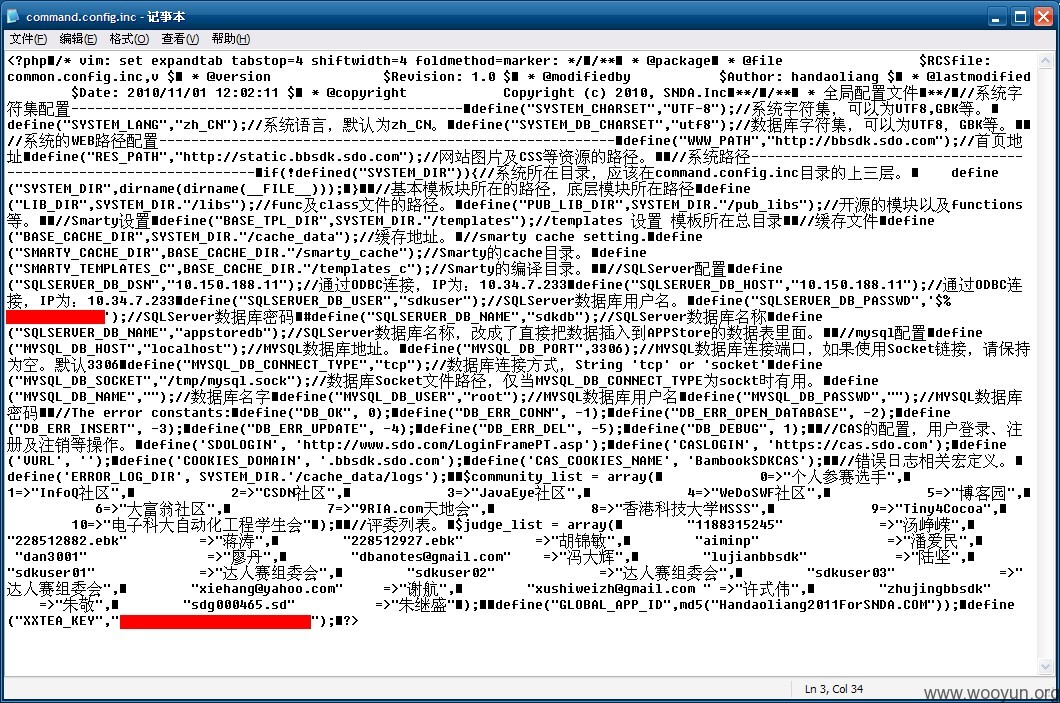 command.config.inc - 记事本
文件(F) 编辑(E) 格式(O) 查看(V) 帮助(H)
<?php■/* vim: set expandtab tabstop=4 shiftwidth=4 foldmethod=marker: */■/**■ * @package■ * @file $RCSfile:
common.config.inc,v $■ * @version $Revision: 1.0 $■ * @modifiedby $Author: handaoliang $■ * @lastmodified
$Date: 2010/11/01 12:02:11 $■ * @copyright Copyright (c) 2010, SNDA.Inc■**/■/**■ * 全局配置文件■**/■//系统字
符集配置--------------------------------------------------■define("SYSTEM_CHARSET","UTF-8");//系统字符集，可以为UTF8,GBK等。■
define("SYSTEM_LANG","zh_CN");//系统语言，默认为zh_CN。■define("SYSTEM_DB_CHARSET","utf8");//数据库字符集，可以为UTF8，GBK等。■■
//系统的WEB路径配置--------------------------------------------------------------■define("WWW_PATH","http://bbsdk.sdo.com");//首页地
址■define("RES_PATH","http://static.bbsdk.sdo.com");//网站图片及CSS等资源的路径。■■//系统路径-----------------------------------
--------------------------------■if(!defined("SYSTEM_DIR")){//系统所在目录，应该在command.config.inc目录的上三层。■ define
("SYSTEM_DIR",dirname(dirname(__FILE__)));■}■■//基本模板块所在的路径，底层模块所在路径■define
("LIB_DIR",SYSTEM_DIR."/libs");//func及class文件的路径。■define("PUB_LIB_DIR",SYSTEM_DIR."/pub_libs");//开源的模块以及functions
等。■■//Smarty设置■define("BASE_TPL_DIR",SYSTEM_DIR."/templates");//templates 设置 模板所在总目录■■//缓存文件■define
("BASE_CACHE_DIR",SYSTEM_DIR."/cache_data");//缓存地址。■//smarty cache setting.■define
("SMARTY_CACHE_DIR",BASE_CACHE_DIR."/smarty_cache");//Smarty的cache目录。■define
("SMARTY_TEMPLATES_C",BASE_CACHE_DIR."/templates_c");//Smarty的编译目录。■■//SQLServer配置■define
("SQLSERVER_DB_DSN","10.150.188.11");//通过ODBC连接，IP为：10.34.7.233■define("SQLSERVER_DB_HOST","10.150.188.11");//通过ODBC连
接，IP为：10.34.7.233■define("SQLSERVER_DB_USER","sdkuser");//SQLServer数据库用户名。■define("SQLSERVER_DB_PASSWD",'$%
');//SQLServer数据库密码■#define("SQLSERVER_DB_NAME","sdkdb");//SQLServer数据库名称■define
("SQLSERVER_DB_NAME","appstoredb");//SQLServer数据库名称，改成了直接把数据插入到APPStore的数据表里面。■■//mysql配置■define
("MYSQL_DB_HOST","localhost");//MYSQL数据库地址。■define("MYSQL_DB_PORT",3306);//MYSQL数据库连接端口，如果使用Socket链接，请保持
为空。默认3306■define("MYSQL_DB_CONNECT_TYPE","tcp");//数据库连接方式，String 'tcp' or 'socket'■define
("MYSQL_DB_SOCKET","/tmp/mysql.sock");//数据库Socket文件路径，仅当MYSQL_DB_CONNECT_TYPE为sockt时有用。■define
("MYSQL_DB_NAME","");//数据库名字■define("MYSQL_DB_USER","root");//MYSQL数据库用户名■define("MYSQL_DB_PASSWD","");//MYSQL数据库
密码■■//The error constants:■define("DB_OK", 0);■define("DB_ERR_CONN", -1);■define("DB_ERR_OPEN_DATABASE", -2);■define
("DB_ERR_INSERT", -3);■define("DB_ERR_UPDATE", -4);■define("DB_ERR_DEL", -5);■define("DB_DEBUG", 1);■■//CAS的配置，用户登录、注
册及注销等操作。■define('SDOLOGIN', 'http://www.sdo.com/LoginFramePT.asp');■define('CASLOGIN', 'https://cas.sdo.com');■define
('VURL', '');■define('COOKIES_DOMAIN', '.bbsdk.sdo.com');■define('CAS_COOKIES_NAME', 'BambookSDKCAS');■■//错误日志相关宏定义。■
define('ERROR_LOG_DIR', SYSTEM_DIR.'/cache_data/logs');■■$community_list = array(■ 0=>"个人参赛选手",■
1=>"InfoQ社区",■ 2=>"CSDN社区",■ 3=>"JavaEye社区",■ 4=>"WeDoSWF社区",■ 5=>"博客园",■
6=>"大富翁社区",■ 7=>"9RIA.com天地会",■ 8=>"香港科技大学MSSS",■ 9=>"Tiny4Cocoa",■
10=>"电子科大自动化工程学生会"■);■■//评委列表。■$judge_list = array(■ "1188315245" =>"汤峥嵘",■
"228512882.ebk" =>"蒋涛",■ "228512927.ebk" =>"胡锦敏",■ "aiminp" =>"潘爱民",■
"dan3001" =>"廖丹",■ "dbanotes@gmail.com" =>"冯大辉",■ "lujianbbsdk" =>"陆坚",■
"sdkuser01" =>"达人赛组委会",■ "sdkuser02" =>"达人赛组委会",■ "sdkuser03" =>"
达人赛组委会",■ "xiehang@yahoo.com" =>"谢航",■ "xushiweizh@gmail.com " =>"许式伟",■ "zhujingbbsdk"
=>"朱敬",■ "sdg000465.sd" =>"朱继盛"■);■■define("GLOBAL_APP_ID",md5("Handaoliang2011ForSNDA.COM"));■define
("XXTEA_KEY","");■?>
Ln 3, Col 34
www.wooyun.org